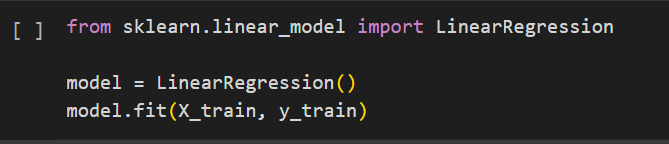 [ ] from sklearn.linear_model import LinearRegression
model = LinearRegression()
model.fit(X_train, y_train)